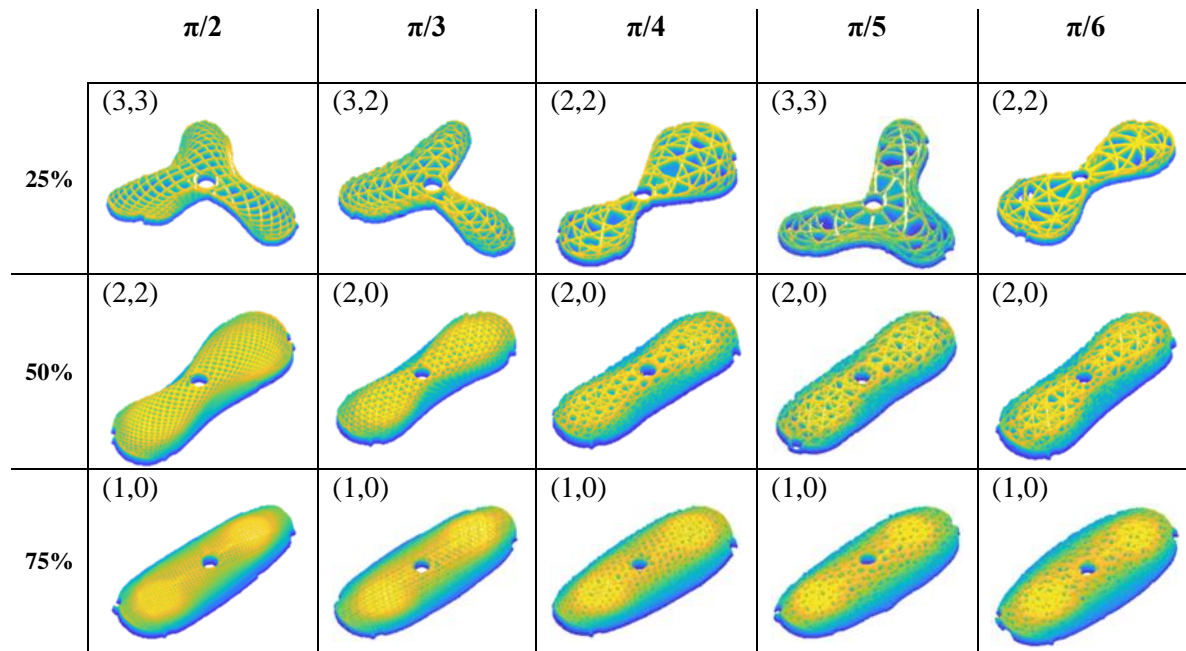 π/2 π/3 π/4 π/5 π/6
(3,3) (3,2) (2,2) (3,3) (2,2)
25%
(2,2) (2,0) (2,0) (2,0) (2,0)
50%
(1,0) (1,0) (1,0) (1,0) (1,0)
75%